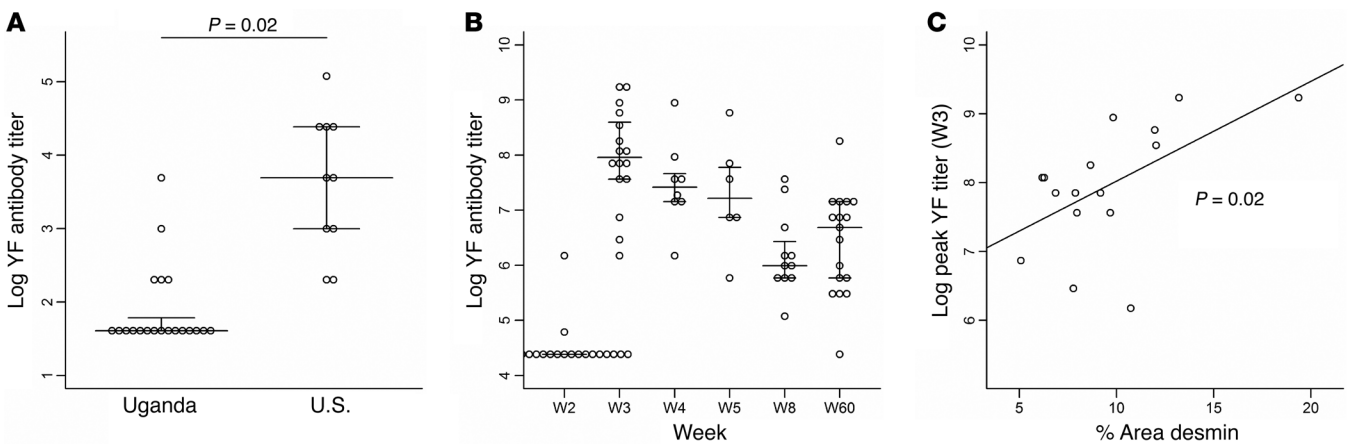 A
P = 0.02
Log YF antibody titer
5
4
3
2
1
Uganda
U.S.
B
Log YF antibody titer
10
9
8
7
6
5
4
W2
W3
W4
W5
W8
W60
Week
C
Log peak YF titer (W3)
10
9
8
7
6
P = 0.02
5
10
15
20
% Area desmin